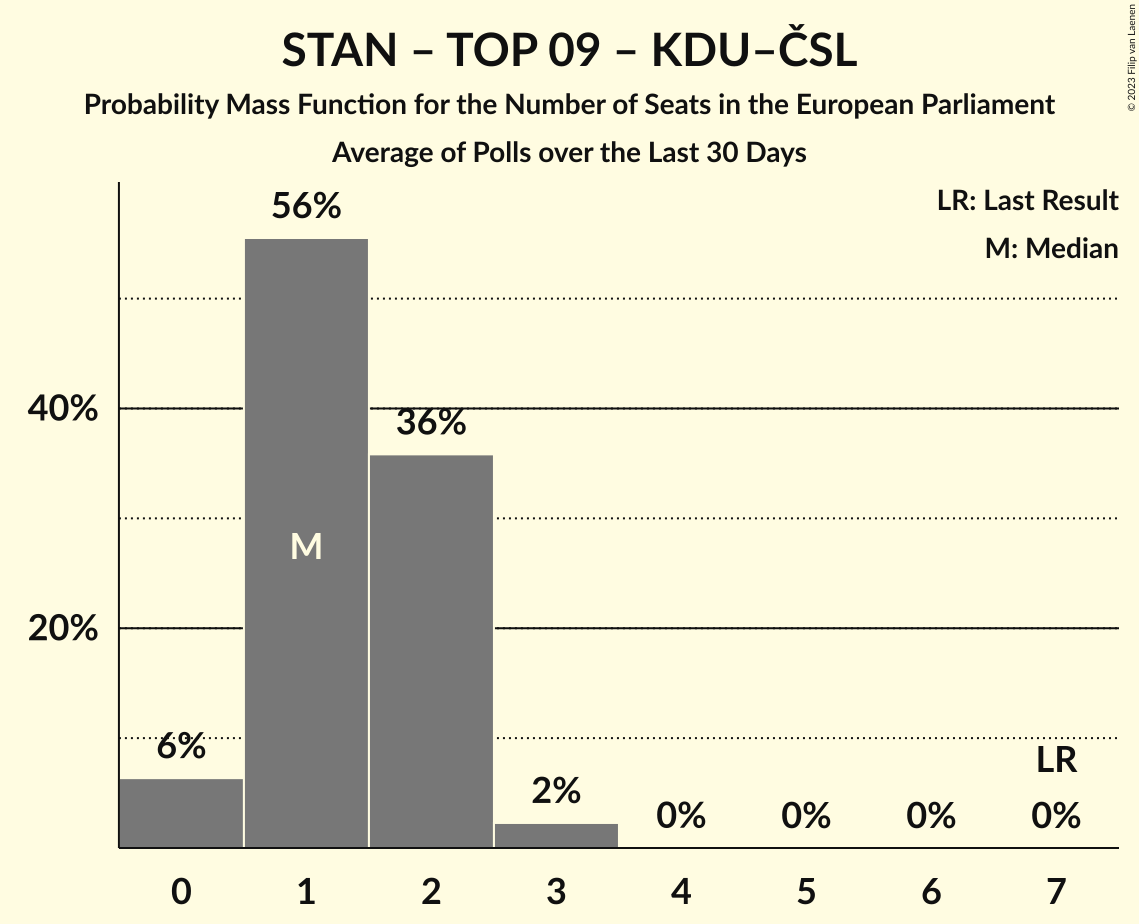 STAN – TOP 09 – KDU–ČSL
Probability Mass Function for the Number of Seats in the European Parliament
Average of Polls over the Last 30 Days
© 2023 Filip van Laenen
LR: Last Result
M: Median
56%
40%
36%
M
20%
6%
LR
2%
0% 0% 0% 0%
0 1 2 3 4 5 6 7